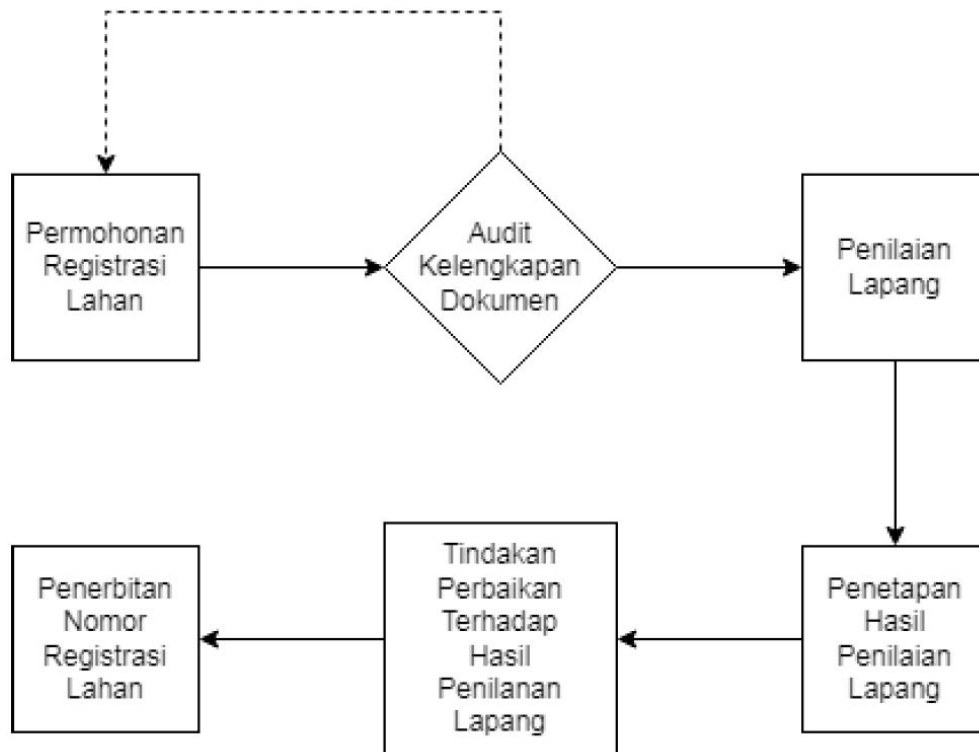 Permohonan
Registrasi
Lahan
Audit
Kelengkapan
Dokumen
Penilaian
Lapang
Penetapan
Hasil
Penilaian
Lapang
Tindakan
Perbaikan
Terhadap
Hasil
Penilanan
Lapang
Penerbitan
Nomor
Registrasi
Lahan